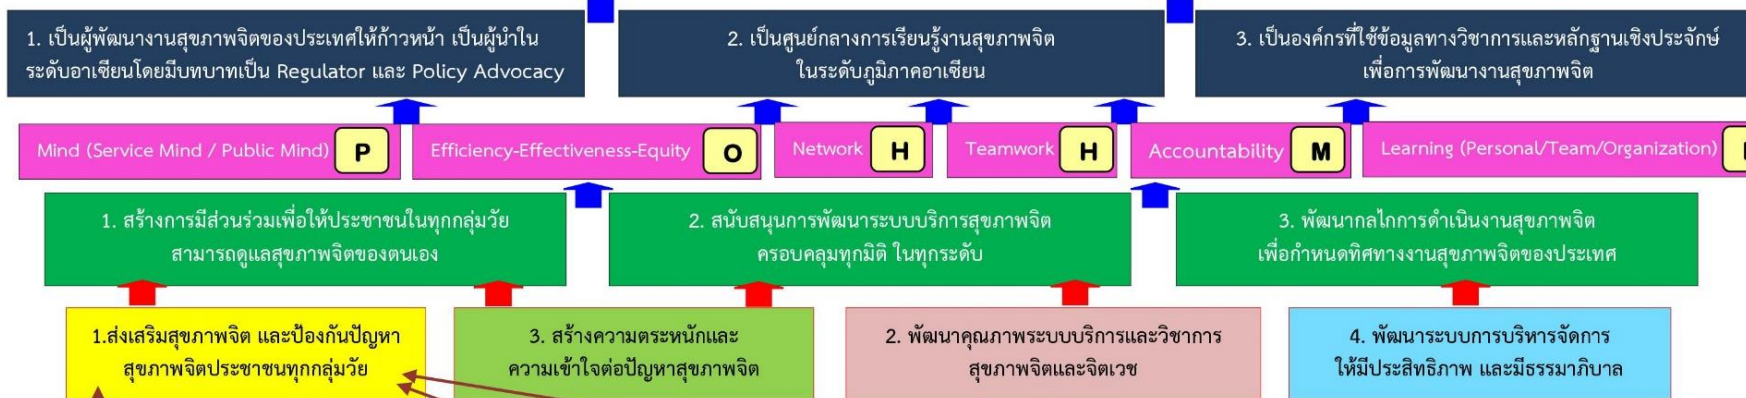 1. เป็นผู้พัฒนางานสุขภาพจิตของประเทศให้ก้าวหน้า เป็นผู้นำใน
ระดับอาเซียนโดยมีบทบาทเป็น Regulator และ Policy Advocacy
2. เป็นศูนย์กลางการเรียนรู้งานสุขภาพจิต
ในระดับภูมิภาคอาเซียน
3. เป็นองค์กรที่ใช้ข้อมูลทางวิชาการและหลักฐานเชิงประจักษ์
เพื่อการพัฒนางานสุขภาพจิต
Mind (Service Mind / Public Mind) P
Efficiency-Effectiveness-Equity O
Network H
Teamwork H
Accountability M
Learning (Personal/Team/Organization)
1. สร้างการมีส่วนร่วมเพื่อให้ประชาชนในทุกกลุ่มวัย
สามารถดูแลสุขภาพจิตของตนเอง
2. สนับสนุนการพัฒนาระบบบริการสุขภาพจิต
ครอบคลุมทุกมิติ ในทุกระดับ
3. พัฒนากลไกการดำเนินงานสุขภาพจิต
เพื่อกำหนดทิศทางงานสุขภาพจิตของประเทศ
1.ส่งเสริมสุขภาพจิต และป้องกันปัญหา
สุขภาพจิตประชาชนทุกกลุ่มวัย
3. สร้างความตระหนักและ
ความเข้าใจต่อปัญหาสุขภาพจิต
2. พัฒนาคุณภาพระบบบริการและวิชาการ
สุขภาพจิตและจิตเวช
4. พัฒนาระบบการบริหารจัดการ
ให้มีประสิทธิภาพ และมีธรรมาภิบาล